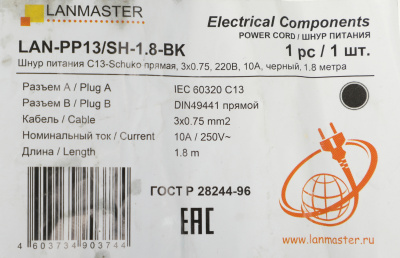 LANMASTER
Electrical Components
POWER CORD / ШНУР ПИТАНИЯ
LAN-PP13/SH-1.8-BK
1 pc / 1 шт.
Шнур питания C13-Schuko прямая, 3x0.75, 220В, 10А, черный, 1.8 метра
Разъем А / Plug A
IEC 60320 C13
Разъем В / Plug B
DIN49441 прямой
Кабель / Cable
3x0.75 mm2
Номинальный ток / Current
10A / 250V~
Длина / Length
1.8 m
ГОСТ Р 28244-96
EAC
4603734903744
www.lanmaster.ru